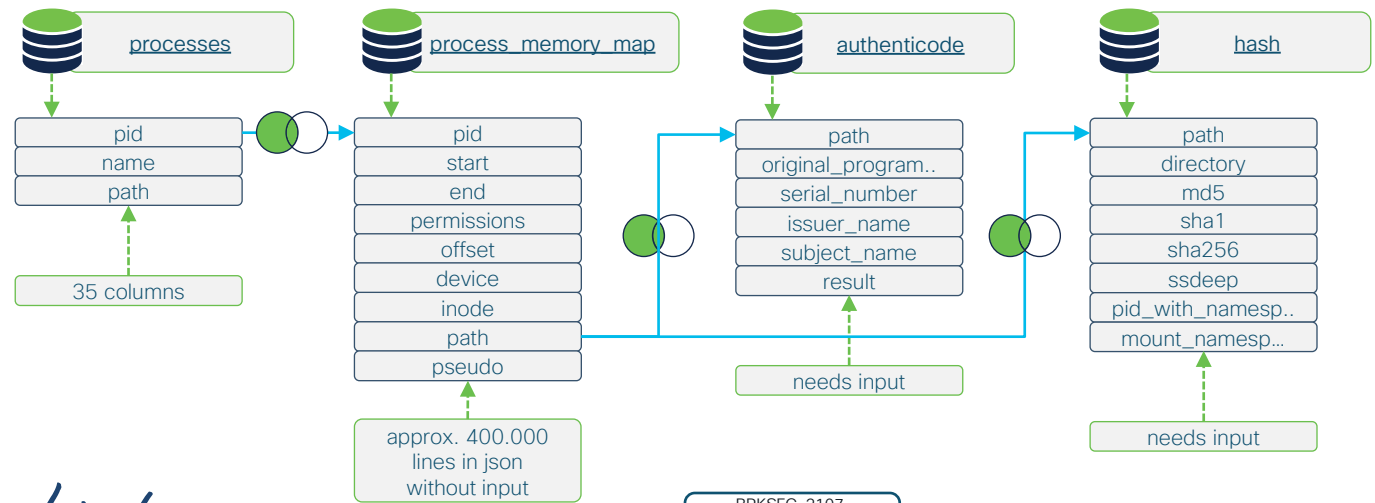 processes
pid
name
path
35 columns
process_memory_map
pid
start
end
permissions
offset
device
inode
path
pseudo
approx. 400.000
lines in json
without input
authenticode
path
original_program..
serial_number
issuer_name
subject_name
result
needs input
hash
path
directory
md5
sha1
sha256
ssdeep
pid_with_namesp..
mount_namesp...
needs input